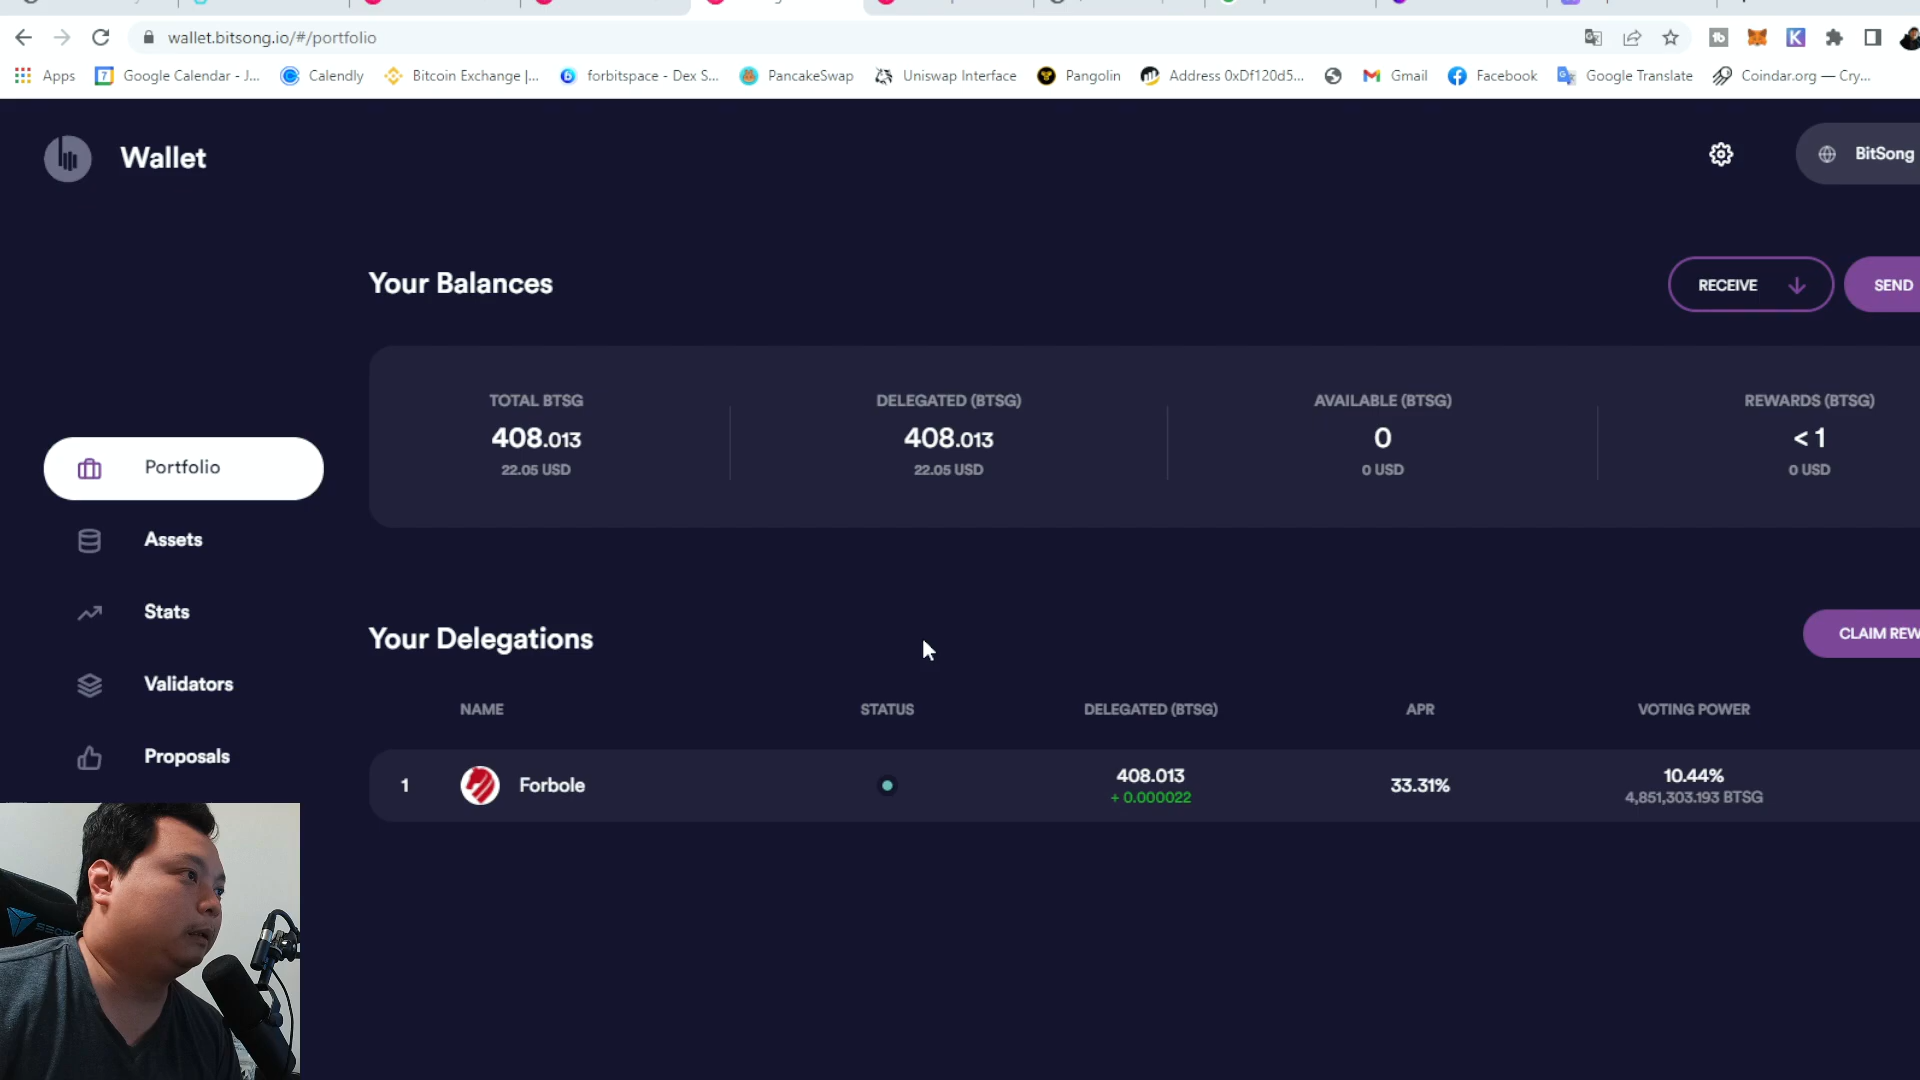 wallet.bitsong.io/#/portfolio
Apps
7
Google Calendar - J...
Calendly
Bitcoin Exchange |...
forbitspace - Dex S...
PancakeSwap
Uniswap Interface
Pangolin
Address 0xDf120d5...
Gmail
Facebook
Google Translate
Coindar.org — Cry...
Wallet
BitSong
Your Balances
RECEIVE
SEND
TOTAL BTSG
408.013
22.05 USD
DELEGATED (BTSG)
408.013
22.05 USD
AVAILABLE (BTSG)
0
0 USD
REWARDS (BTSG)
< 1
0 USD
Portfolio
Assets
Stats
Validators
Proposals
Your Delegations
CLAIM REW
NAME STATUS DELEGATED (BTSG) APR VOTING POWER
1 Forbole 408.013 33.31% 10.44%
+ 0.000022 4,851,303.193 BTSG